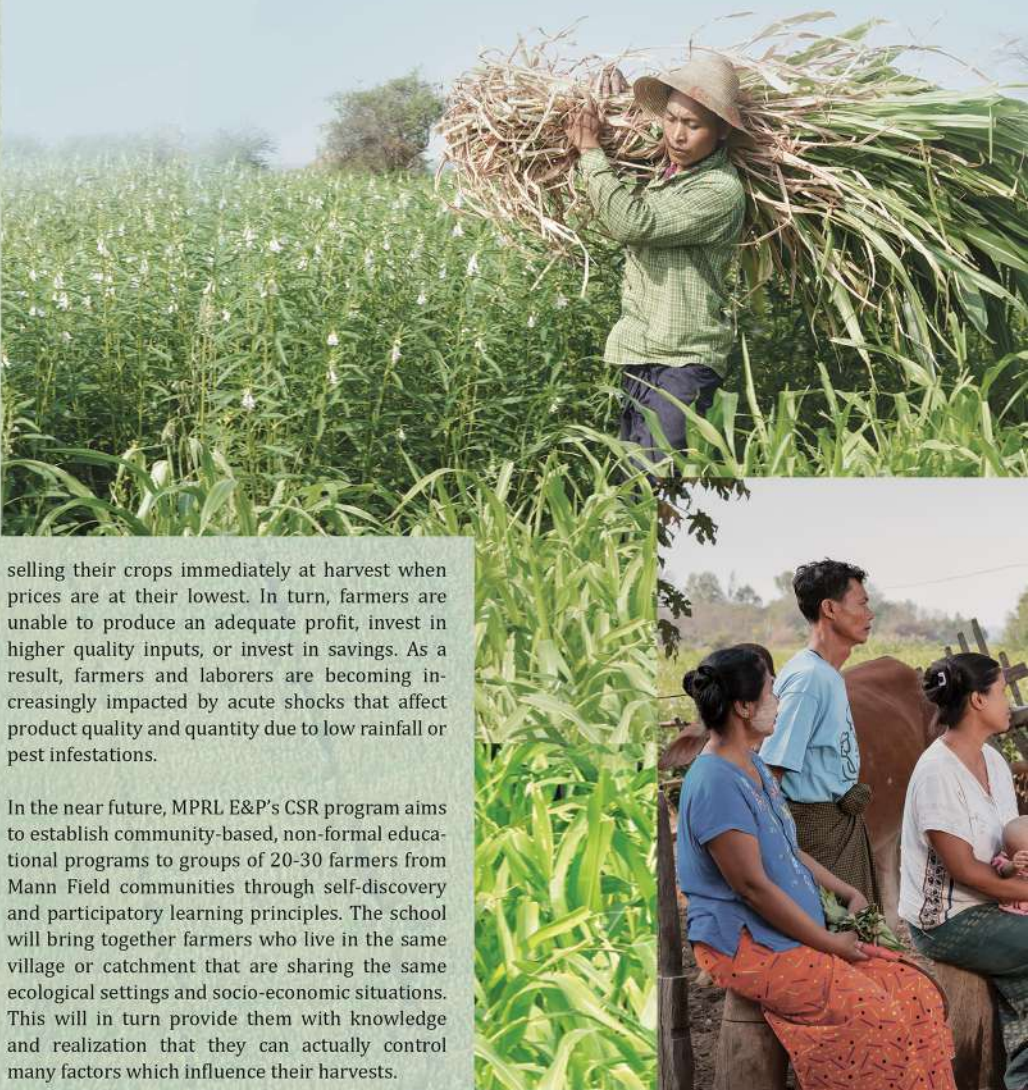 selling their crops immediately at harvest when
prices are at their lowest. In turn, farmers are
unable to produce an adequate profit, invest in
higher quality inputs, or invest in savings. As a
result, farmers and laborers are becoming in-
creasingly impacted by acute shocks that affect
product quality and quantity due to low rainfall or
pest infestations.
In the near future, MPRL E&P's CSR program aims
to establish community-based, non-formal educa-
tional programs to groups of 20-30 farmers from
Mann Field communities through self-discovery
and participatory learning principles. The school
will bring together farmers who live in the same
village or catchment that are sharing the same
ecological settings and socio-economic situations.
This will in turn provide them with knowledge
and realization that they can actually control
many factors which influence their harvests.